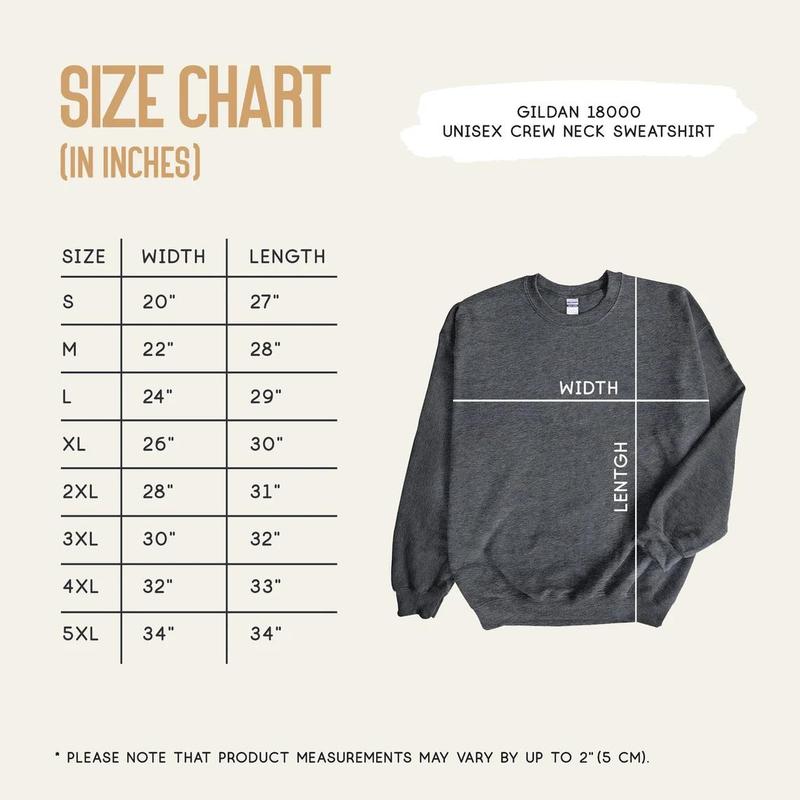 SIZE CHART
(IN INCHES)
GILDAN 18000
UNISEX CREW NECK SWEATSHIRT
SIZE WIDTH LENGTH
S 20" 27"
M 22" 28"
L 24" 29"
XL 26" 30"
2XL 28" 31"
3XL 30" 32"
4XL 32" 33"
5XL 34" 34"
WIDTH
LENTGH
* PLEASE NOTE THAT PRODUCT MEASUREMENTS MAY VARY BY UP TO 2" (5 CM).